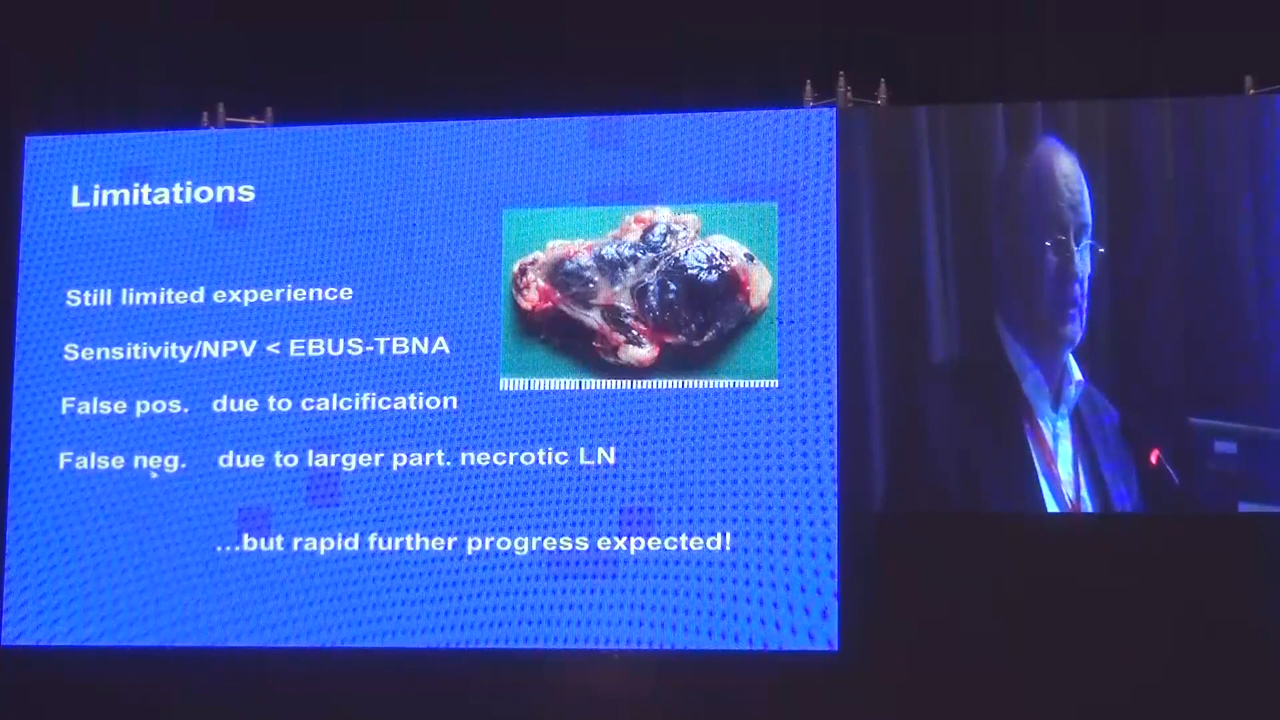 Limitations
Still limited experience
Sensitivity/NPV < EBUS-TBNA
False pos. due to calcification
False neg. due to larger part. necrotic LN
...but rapid further progress expected!